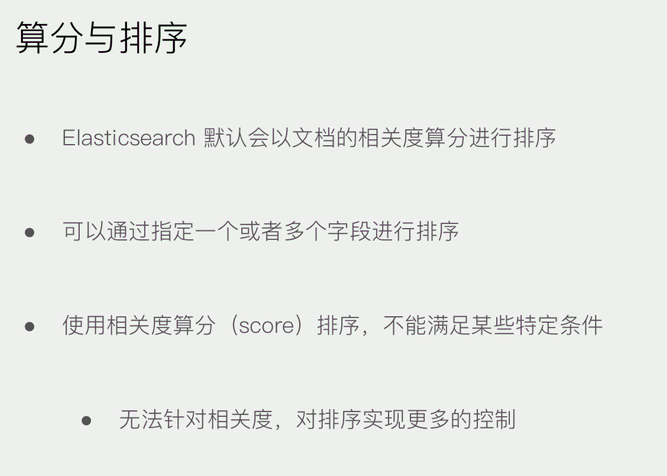 算分与排序
● Elasticsearch 默认会以文档的相关度算分进行排序
● 可以通过指定一个或者多个字段进行排序
● 使用相关度算分（score）排序，不能满足某些特定条件
● 无法针对相关度，对排序实现更多的控制